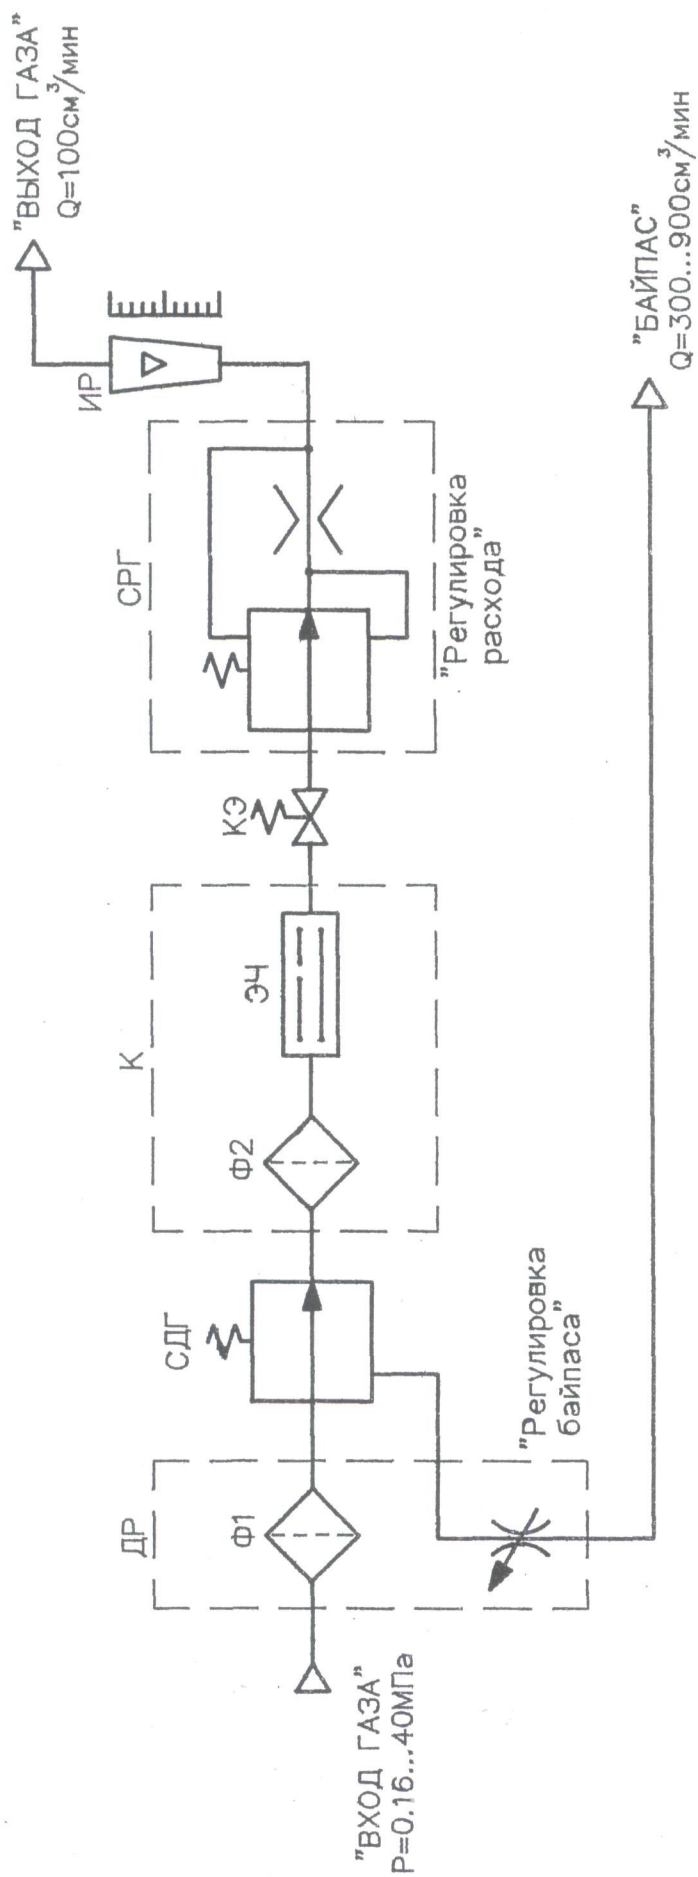 "ВХОД ГАЗА"
Р=0.16...40МПа
ДР
Ф1
"Регулировка
байпаса"
СДГ
К
Ф2
ЭЧ
КЭ
СРГ
"Регулировка
расхода"
ИР
"ВЫХОД ГАЗА"
Q=100см³/мин
"БАЙПАС"
Q=300...900см³/мин